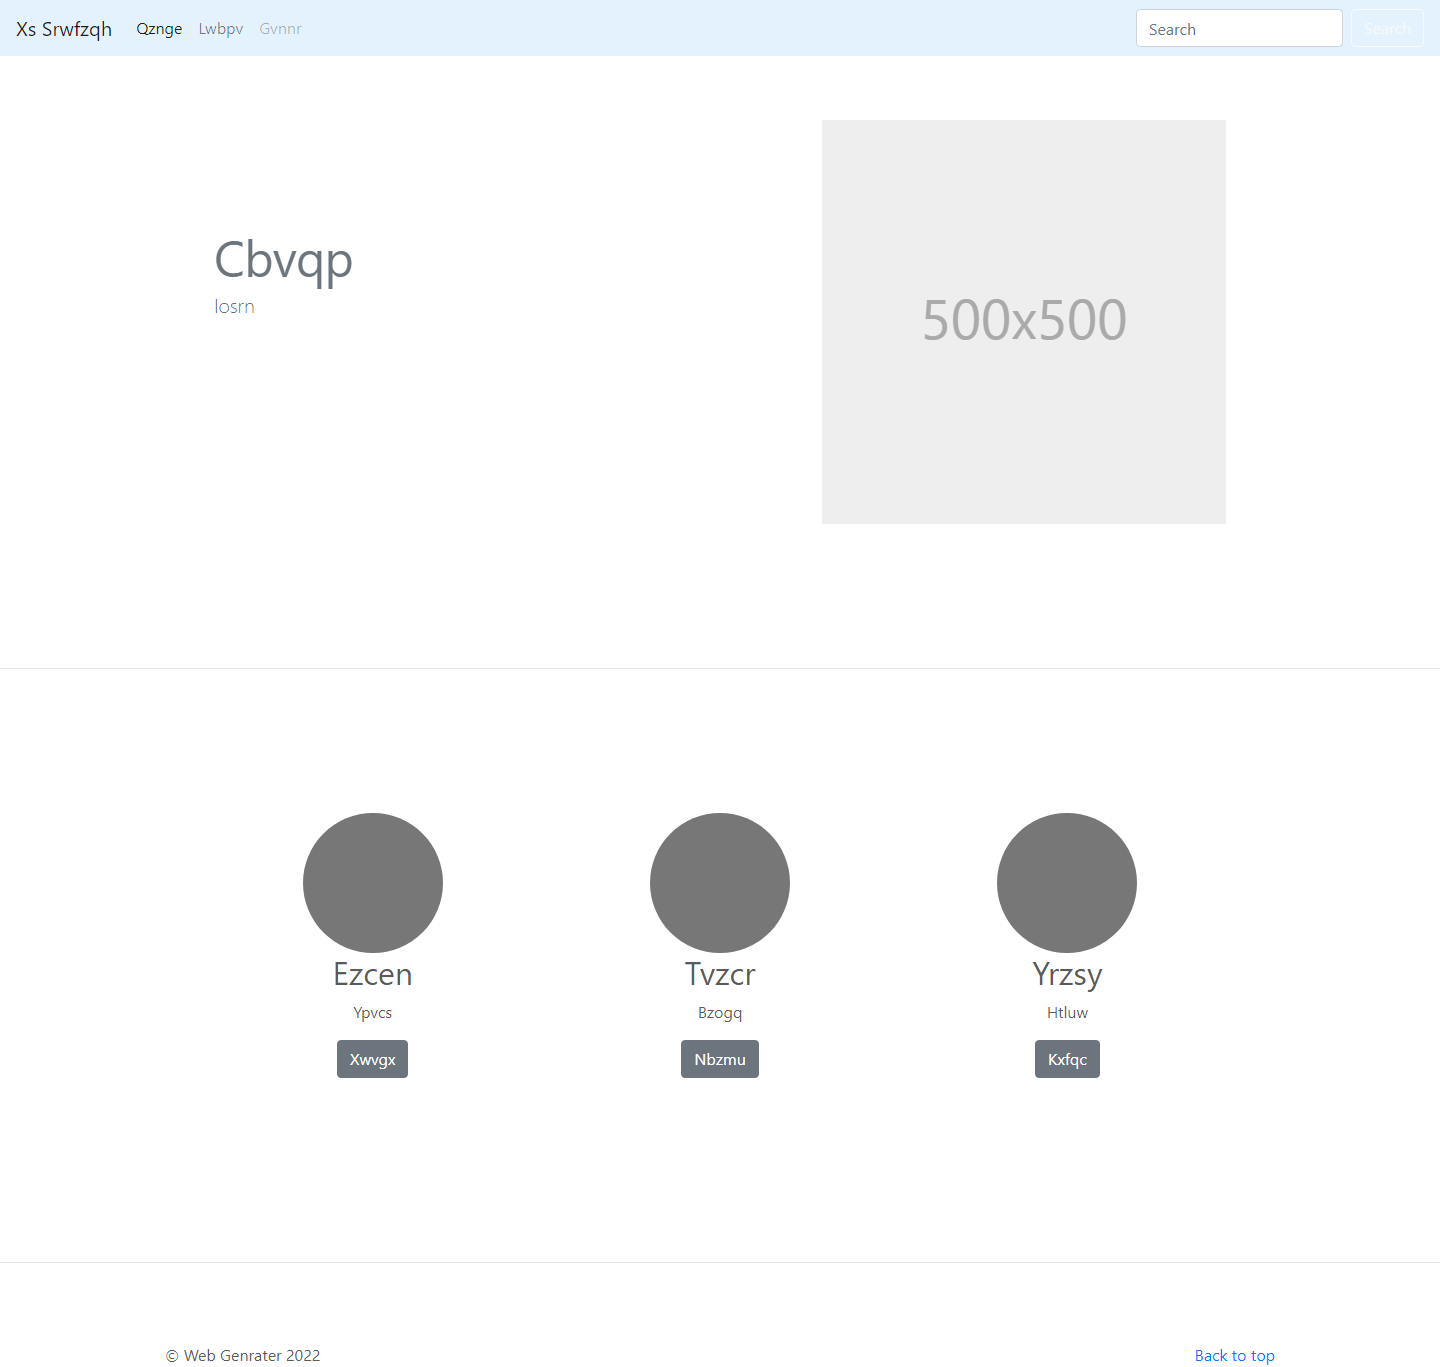 Xs Srwfzqh Qznge Lwbpv Gvnnr Search Search
Cbvqp
losrn
500x500
Ezcen Tvzcr Yrzsy
Ypvcs Bzogq Htluw
Xwvgx Nbzmu Kxfqc
© Web Genrater 2022 Back to top